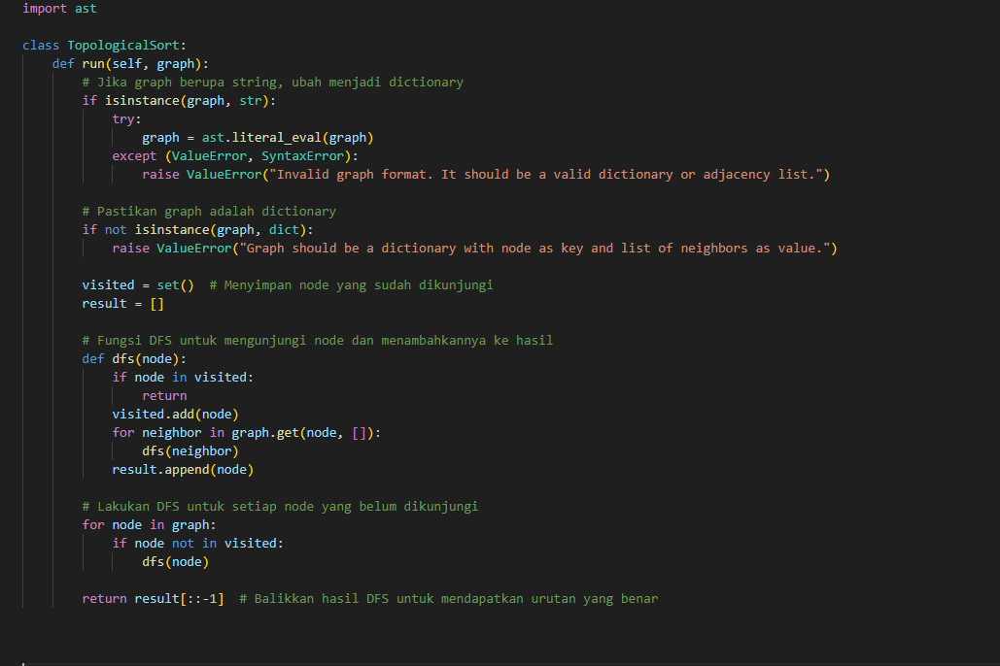 import ast
class TopologicalSort:
def run(self, graph):
# Jika graph berupa string, ubah menjadi dictionary
if isinstance(graph, str):
try:
graph = ast.literal_eval(graph)
except (ValueError, SyntaxError):
raise ValueError("Invalid graph format. It should be a valid dictionary or adjacency list.")
# Pastikan graph adalah dictionary
if not isinstance(graph, dict):
raise ValueError("Graph should be a dictionary with node as key and list of neighbors as value.")
visited = set()  # Menyimpan node yang sudah dikunjungi
result = []
# Fungsi DFS untuk mengunjungi node dan menambahkannya ke hasil
def dfs(node):
if node in visited:
return
visited.add(node)
for neighbor in graph.get(node, []):
dfs(neighbor)
result.append(node)
# Lakukan DFS untuk setiap node yang belum dikunjungi
for node in graph:
if node not in visited:
dfs(node)
return result[::-1]  # Balikkan hasil DFS untuk mendapatkan urutan yang benar